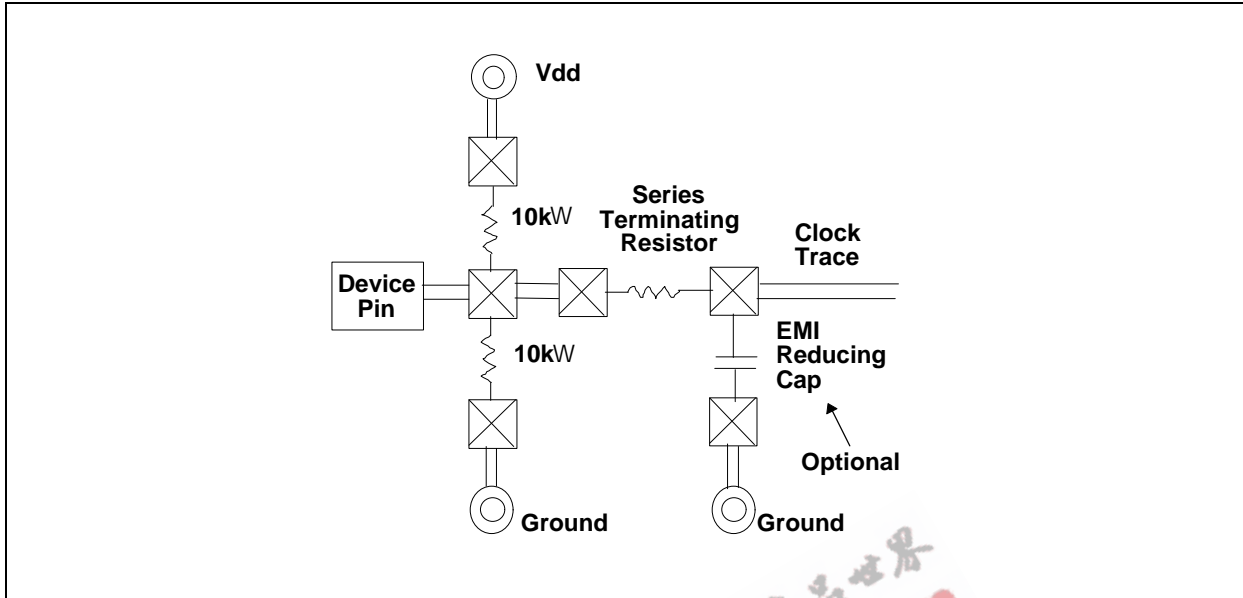 Vdd
10kW
Series
Terminating
Resistor
Clock
Trace
Device
Pin
10kW
EMI
Reducing
Cap
Optional
Ground
Ground